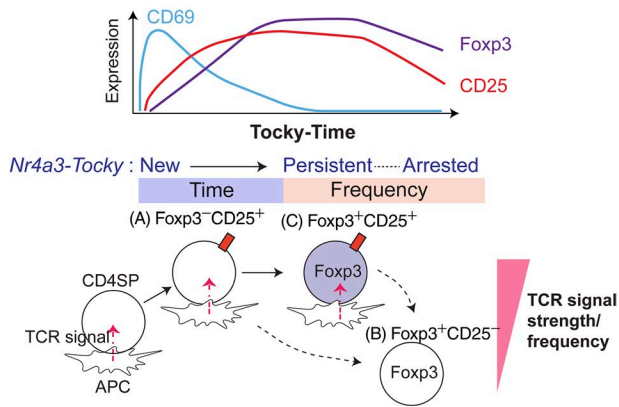 CD69
Foxp3
CD25
Expression
Tocky-Time
Nr4a3-Tocky : New Persistent Arrested
Time Frequency
(A) Foxp3⁻CD25⁺ (C) Foxp3⁺CD25⁺
CD4SP
Foxp3
TCR signal
APC
(B) Foxp3⁺CD25⁻
Foxp3
TCR signal
strength/
frequency